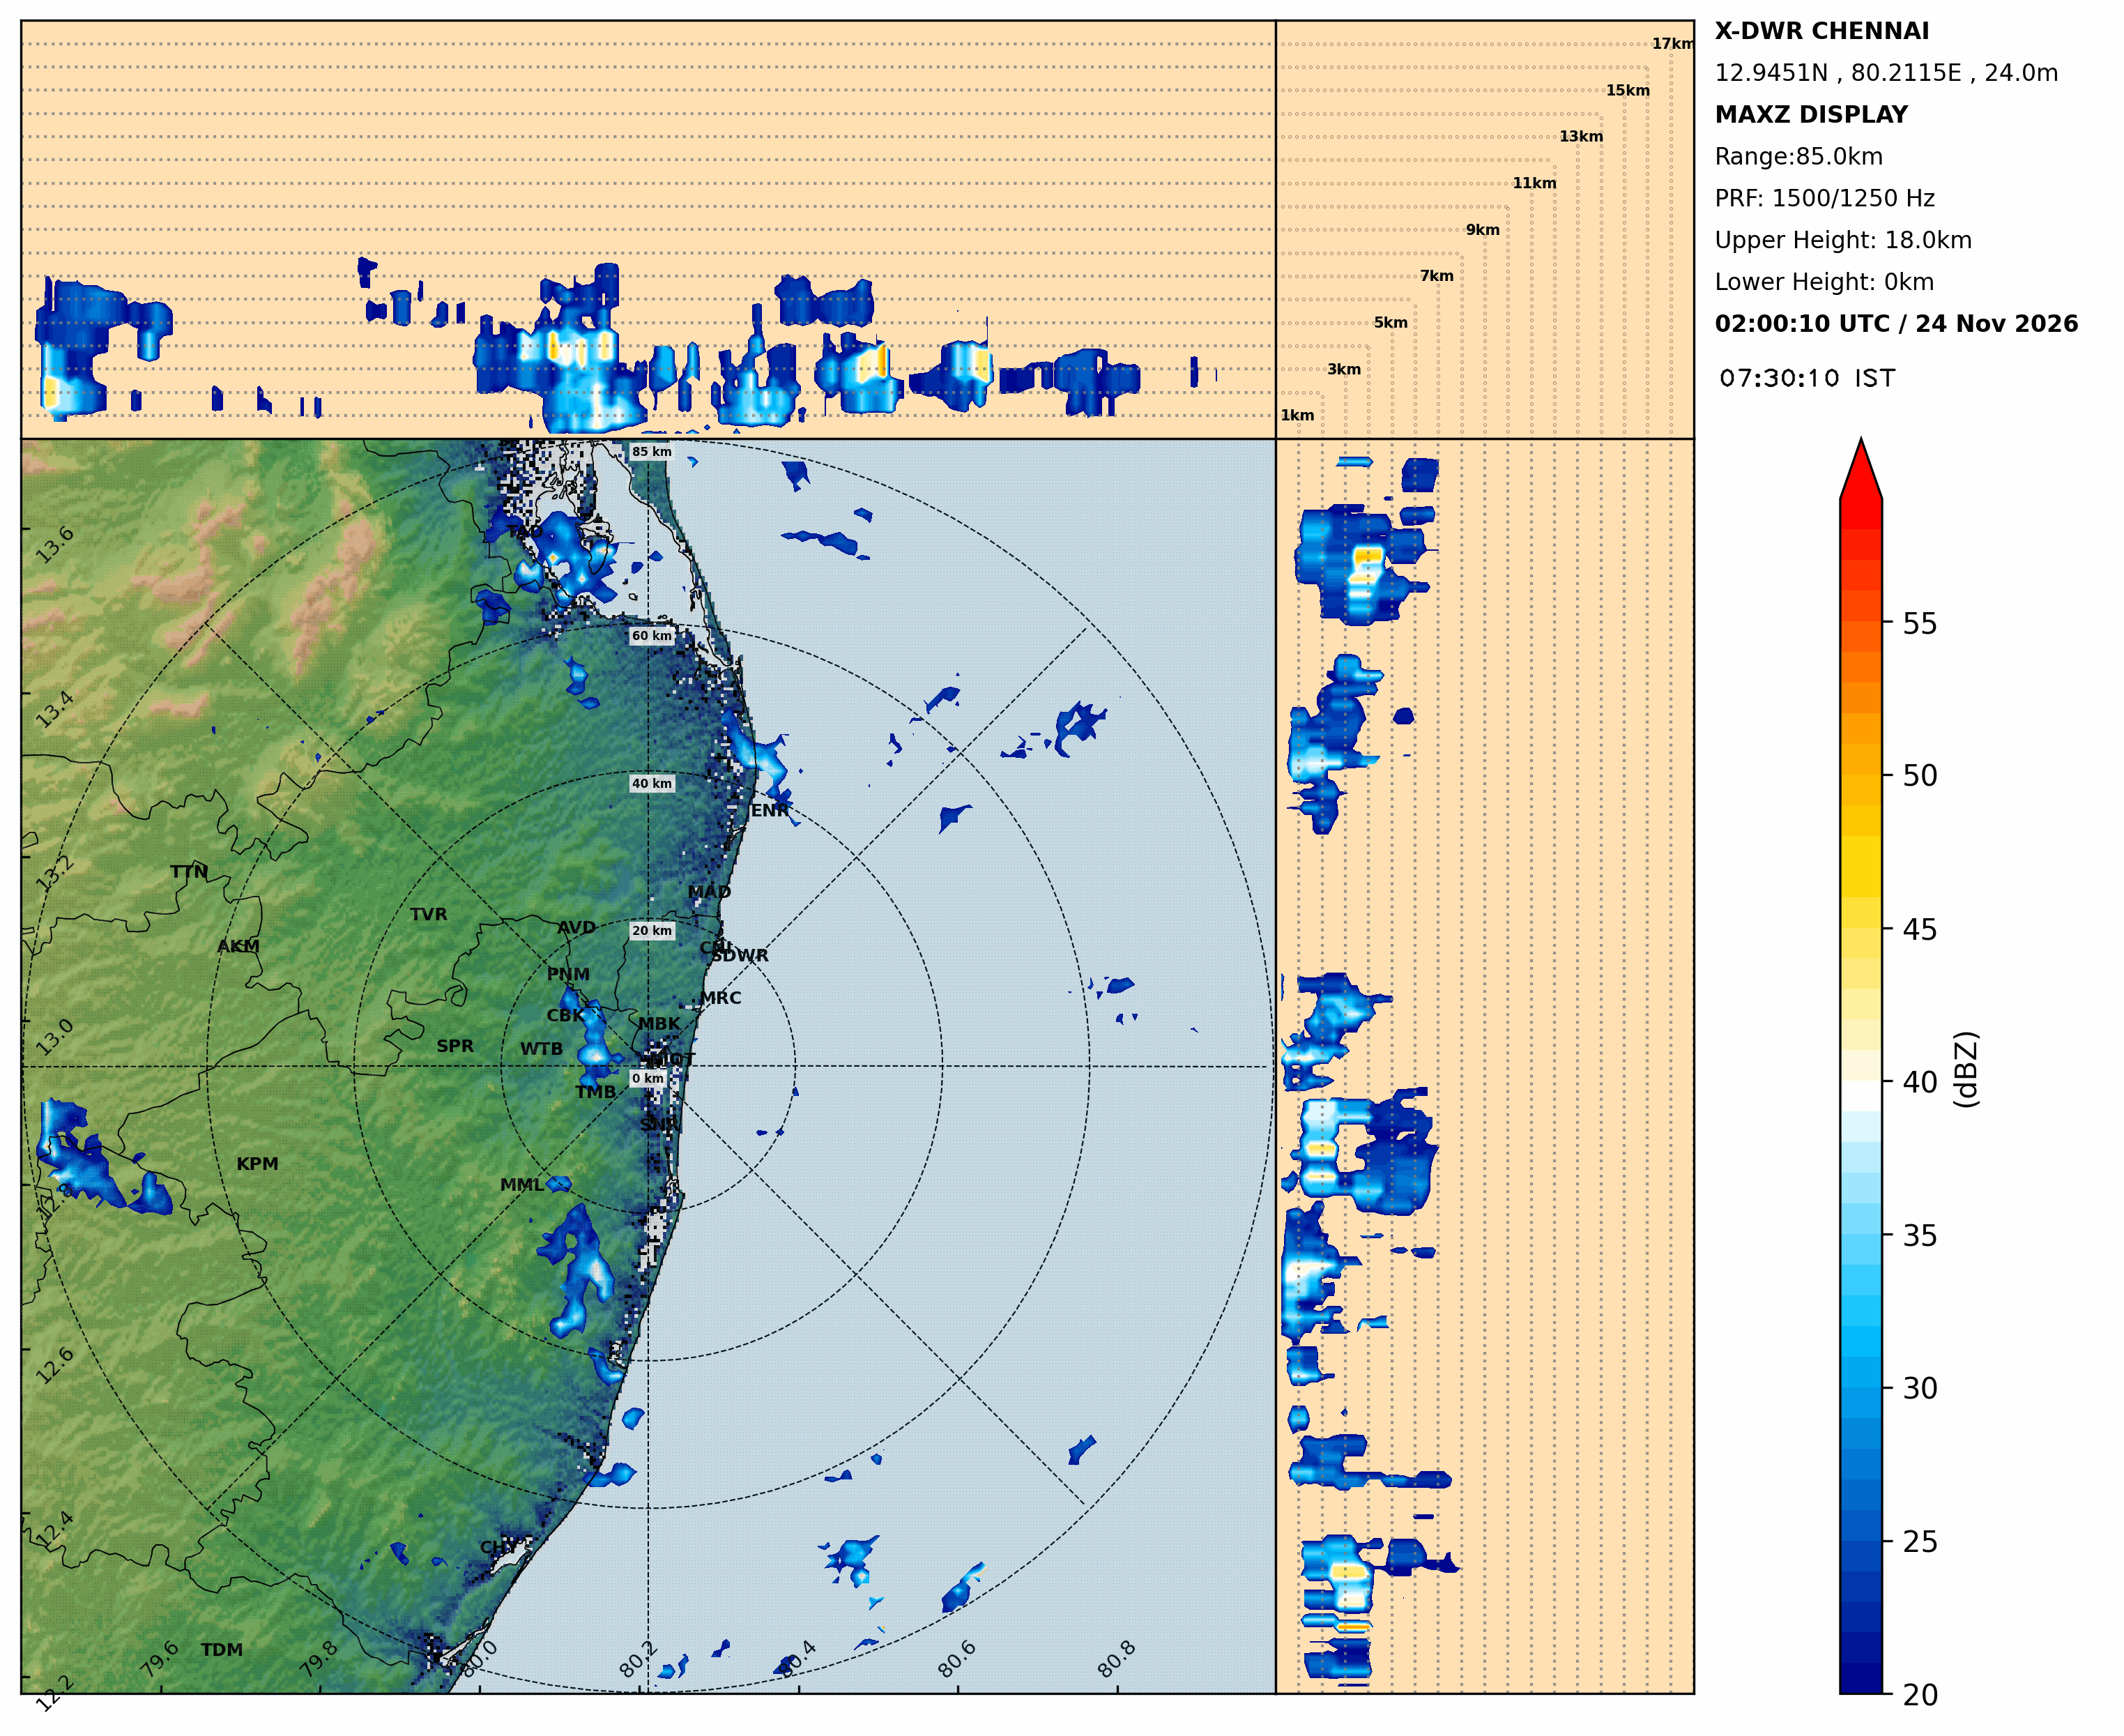 X-DWR CHENNAI
12.9451N , 80.2115E , 24.0m
MAXZ DISPLAY
Range:85.0km
PRF: 1500/1250 Hz
Upper Height: 18.0km
Lower Height: 0km
02:00:10 UTC / 24 Nov 2026
07:30:10 IST
17km
15km
13km
11km
9km
7km
5km
3km
1km
85 km
TAD
60 km
40 km
ENR
TTN
MAD
TVR
AVD
20 km
AKM
SDWR
PNM
MRC
CBK
MBK
SPR
WTB
0 km
TMB
SNR
KPM
MML
CHY
TDM
13.6
13.4
13.2
13.0
12.8
12.6
12.4
12.2
79.6
79.8
80.0
80.2
80.4
80.6
80.8
55
50
45
40
35
30
25
20
(dBZ)